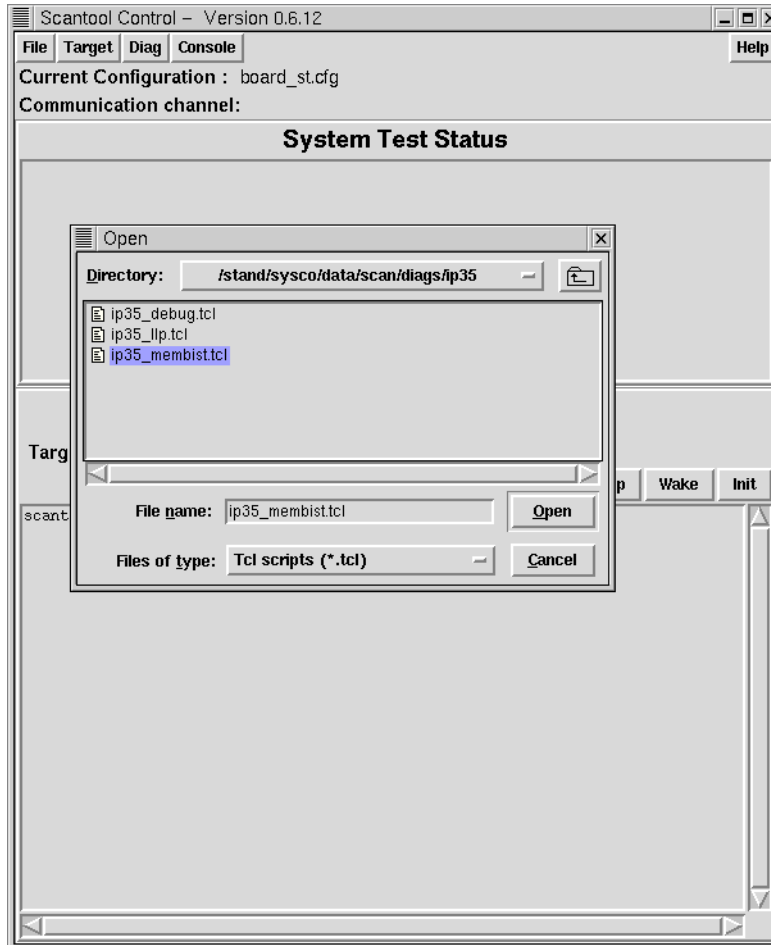 Scantool Control – Version 0.6.12
File Target Diag Console Help
Current Configuration : board_st.cfg
Communication channel:
System Test Status
Open
Directory: /stand/sysco/data/scan/diags/ip35
ip35_debug.tcl
ip35_llp.tcl
ip35_membist.tcl
Targ
p Wake Init
scant
File name: ip35_membist.tcl Open
Files of type: Tcl scripts (*.tcl) Cancel